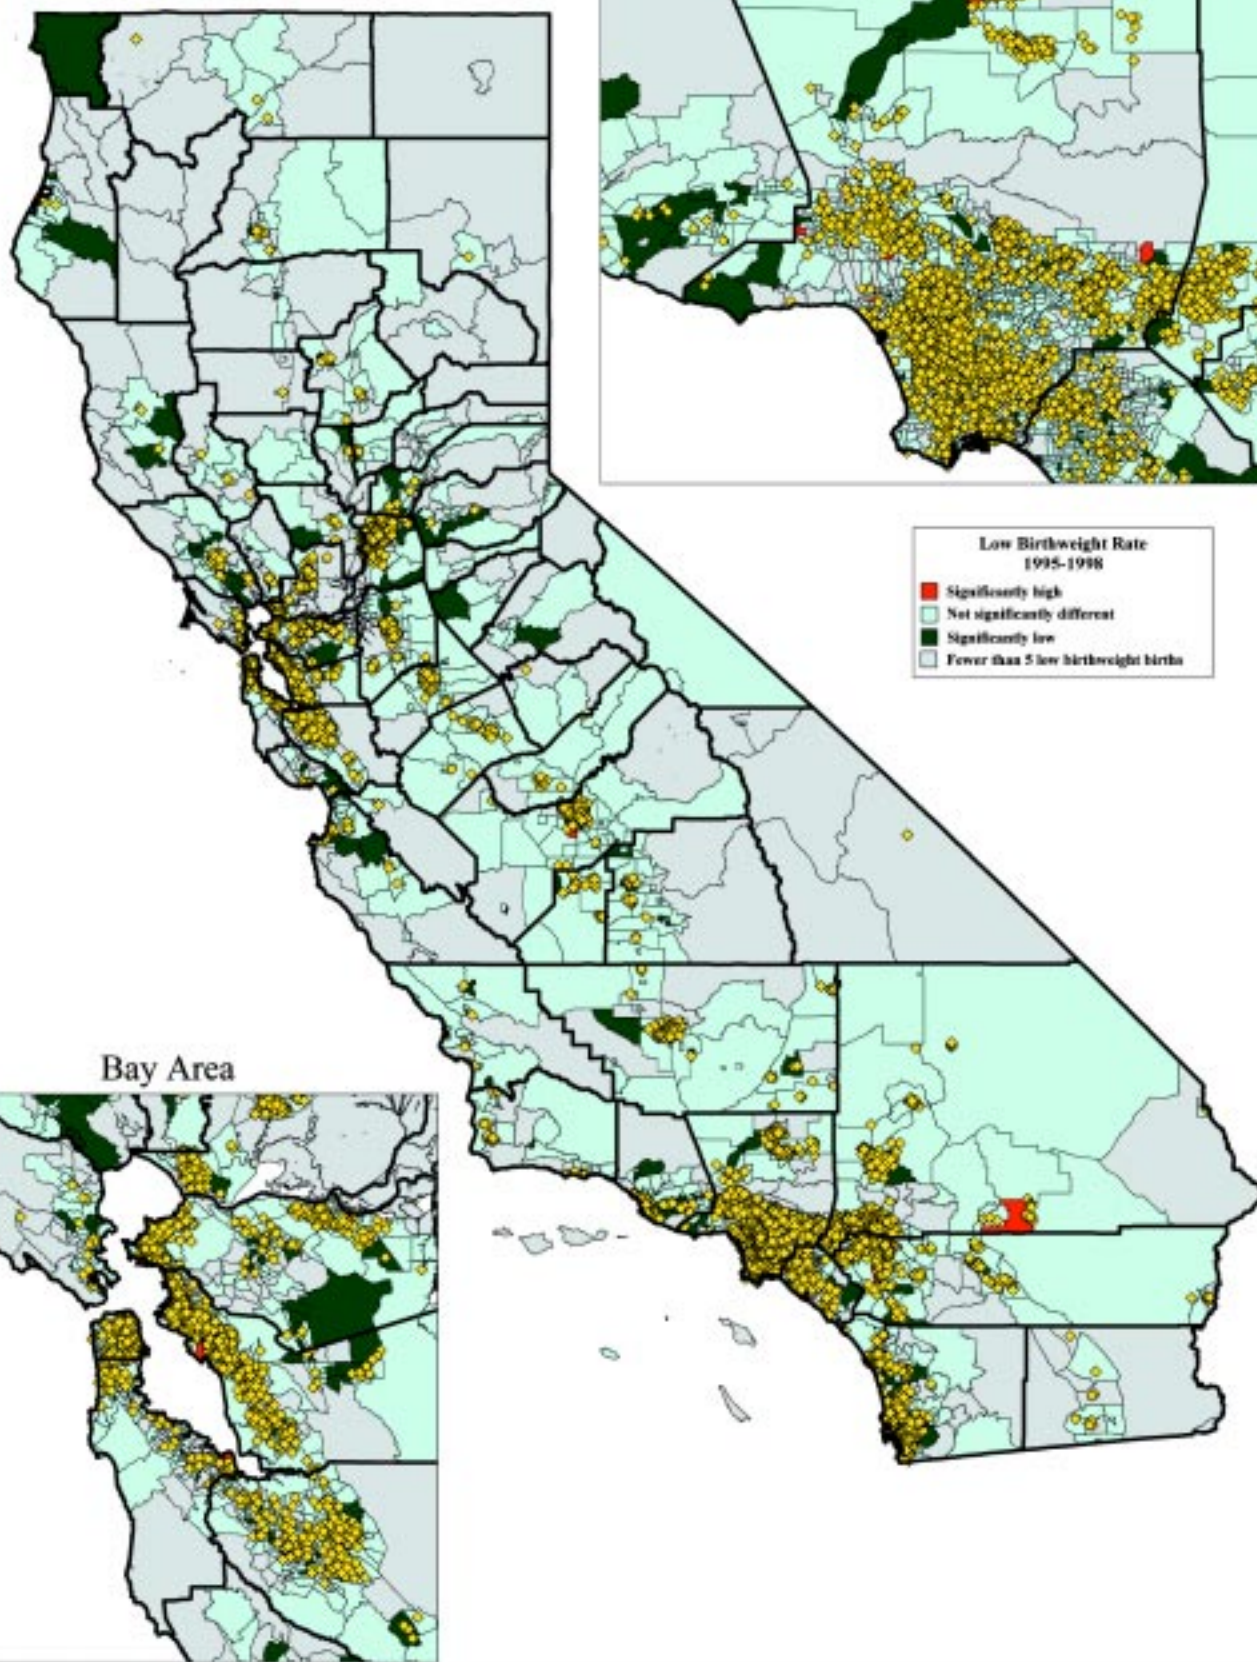 Low Birthweight Rate
1995-1998
Significantly high
Not significantly different
Significantly low
Fewer than 5 low birthweight births
Bay Area